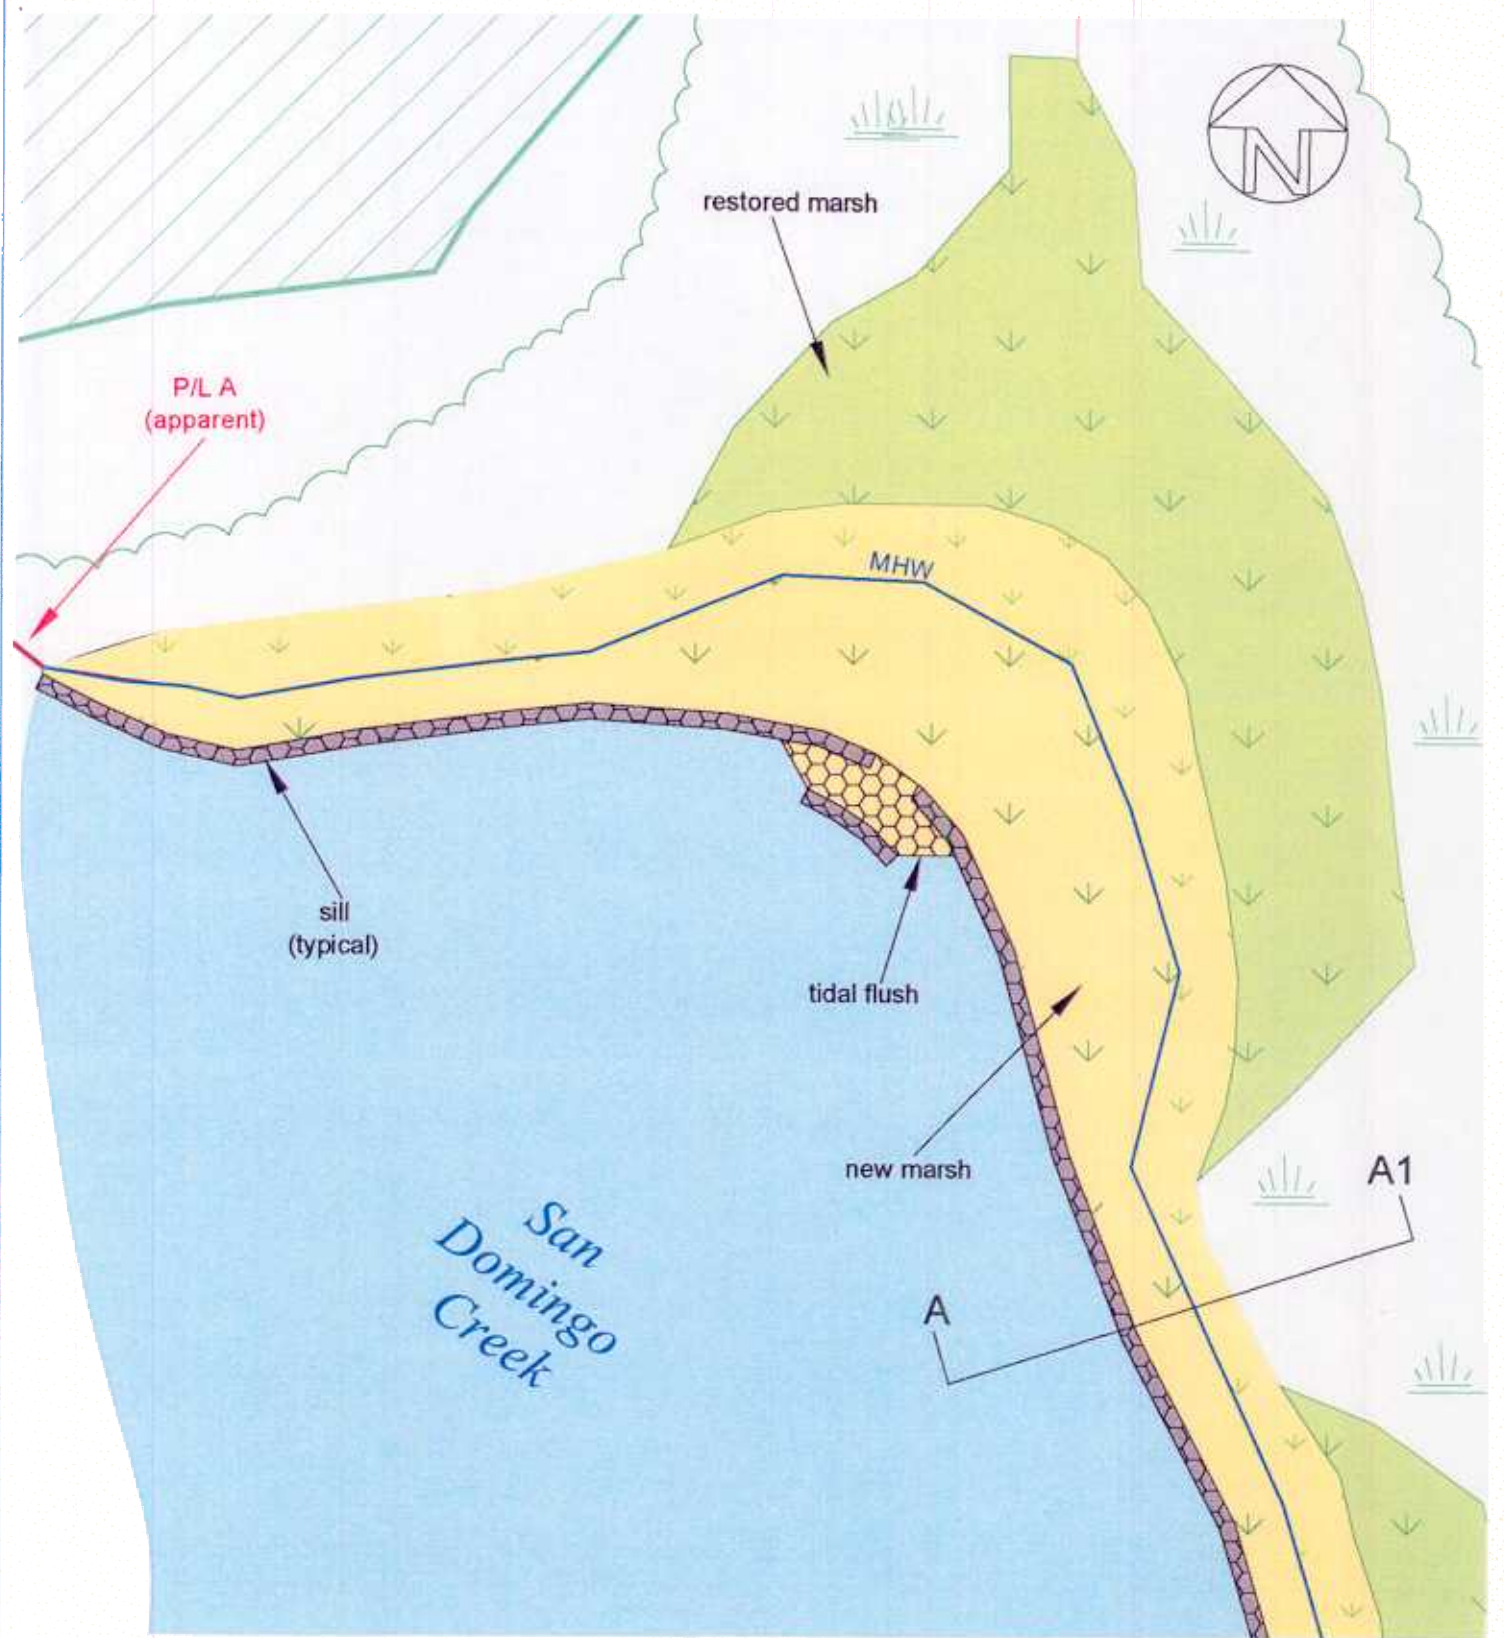 N
restored marsh
P/L A
(apparent)
MHW
sill
(typical)
tidal flush
new marsh
A1
A
San
Domingo
Creek